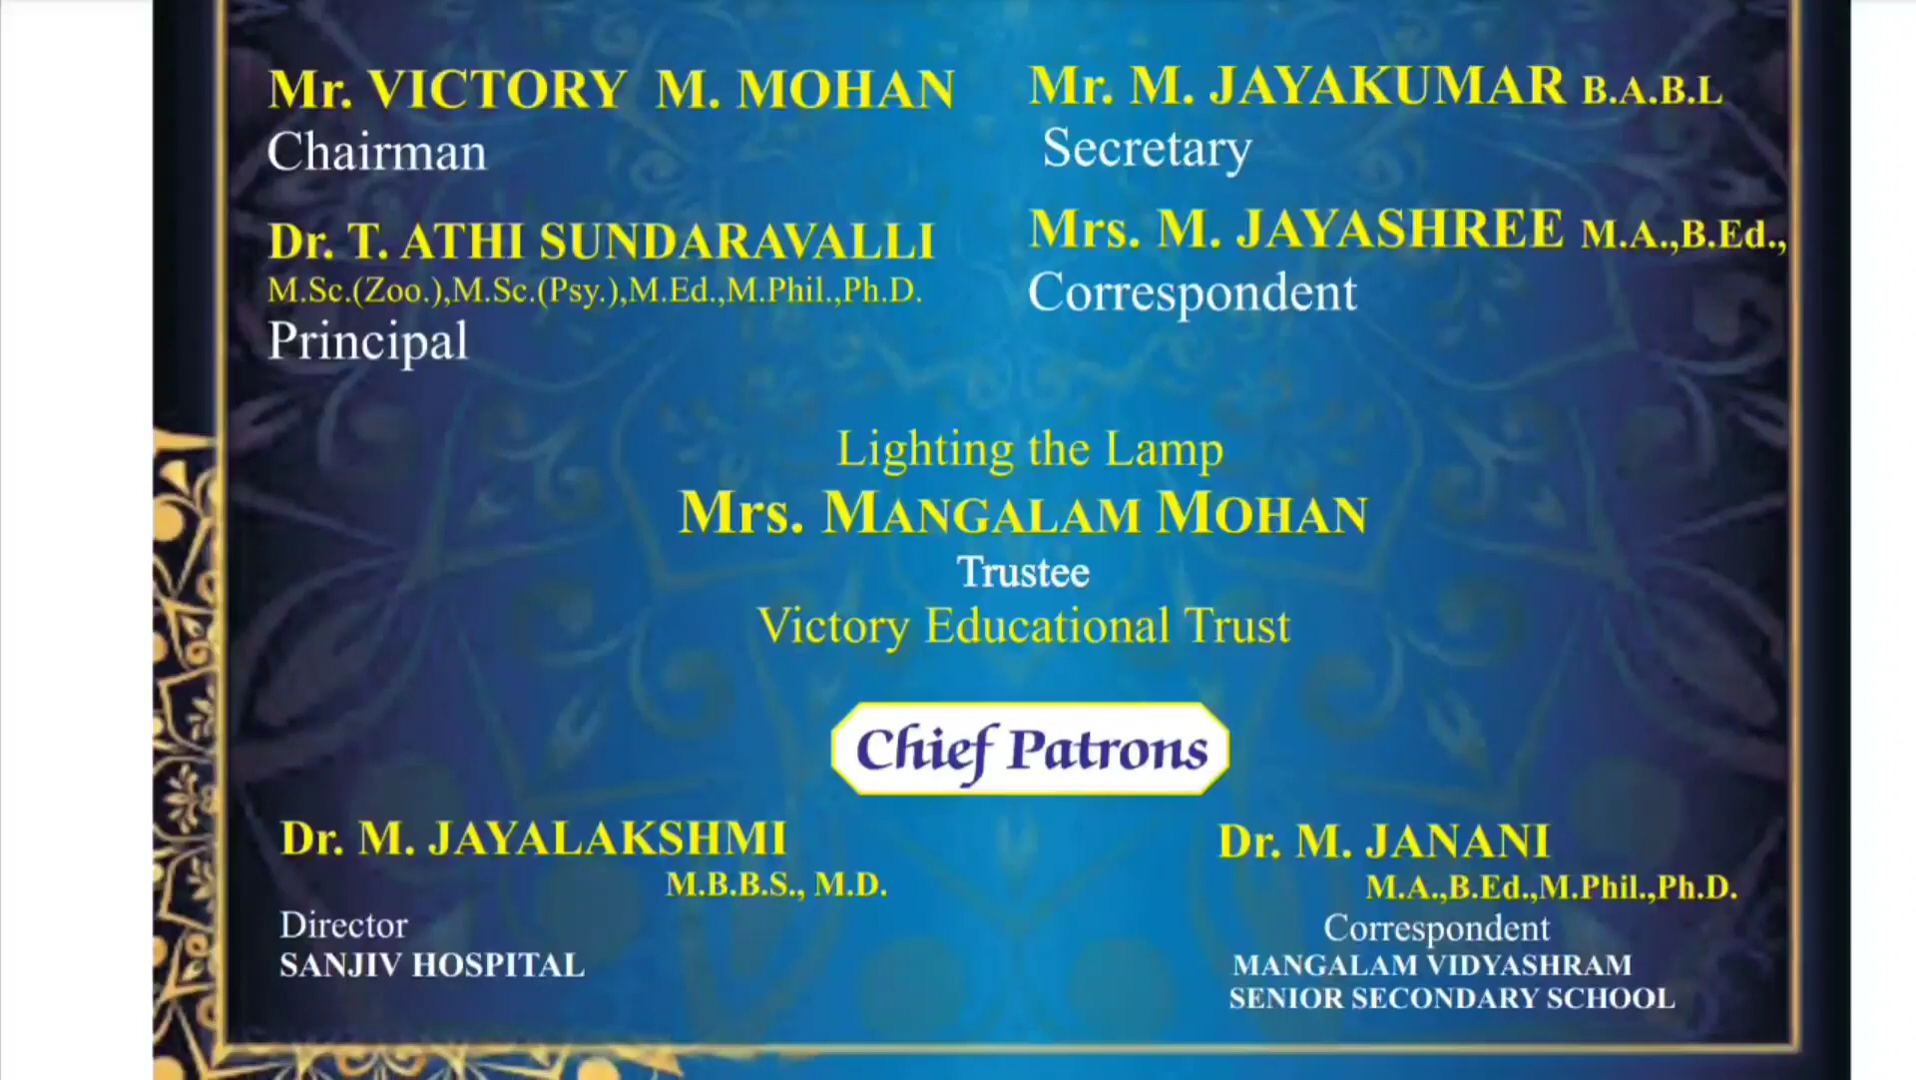 Mr. VICTORY M. MOHAN
Chairman
Mr. M. JAYAKUMAR B.A.B.L
Secretary
Dr. T. ATHI SUNDARAVALLI
M.Sc.(Zoo.),M.Sc.(Psy.),M.Ed.,M.Phil.,Ph.D.
Principal
Mrs. M. JAYASHREE M.A.,B.Ed.,
Correspondent
Lighting the Lamp
Mrs. MANGALAM MOHAN
Trustee
Victory Educational Trust
Chief Patrons
Dr. M. JAYALAKSHMI
M.B.B.S., M.D.
Director
SANJIV HOSPITAL
Dr. M. JANANI
M.A.,B.Ed.,M.Phil.,Ph.D.
Correspondent
MANGALAM VIDYASHRAM
SENIOR SECONDARY SCHOOL